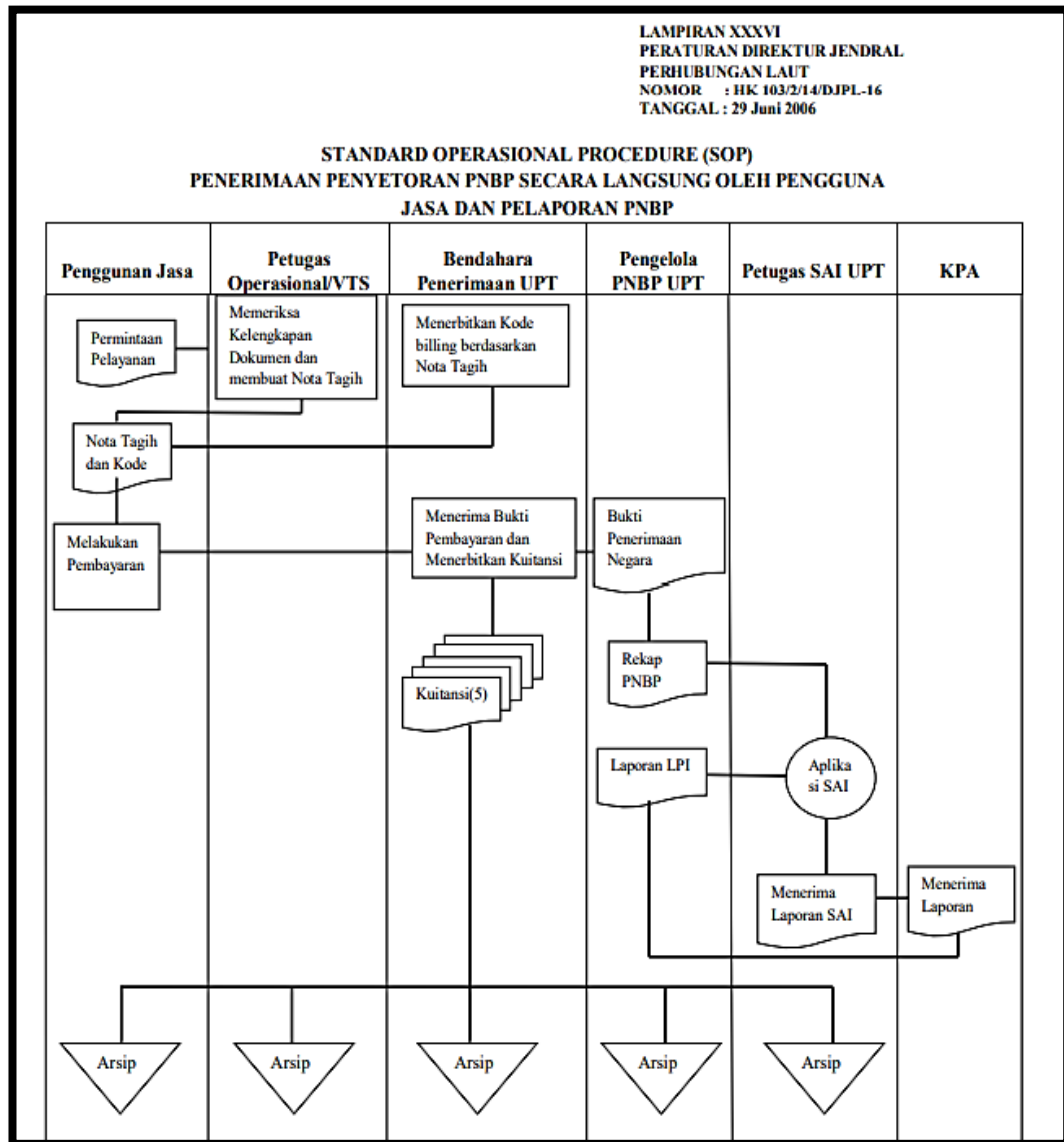 LAMPIRAN XXXVI
PERATURAN DIREKTUR JENDRAL
PERHUBUNGAN LAUT
NOMOR : HK 103/2/14/DJPL-16
TANGGAL : 29 Juni 2006
STANDARD OPERASIONAL PROCEDURE (SOP)
PENERIMAAN PENYETORAN PNBP SECARA LANGSUNG OLEH PENGGUNA
JASA DAN PELAPORAN PNBP
Penggunan Jasa
Petugas
Operasional/VTS
Bendahara
Penerimaan UPT
Pengelola
PNBP UPT
Petugas SAI UPT
KPA
Permintaan
Pelayanan
Memeriksa
Kelengkapan
Dokumen dan
membuat Nota Tagih
Menerbitkan Kode
billing berdasarkan
Nota Tagih
Nota Tagih
dan Kode
Melakukan
Pembayaran
Menerima Bukti
Pembayaran dan
Menerbitkan Kuitansi
Bukti
Penerimaan
Negara
Kuitansi(5)
Rekap
PNBP
Laporan LPI
Aplika
si SAI
Menerima
Laporan SAI
Menerima
Laporan
Arsip
Arsip
Arsip
Arsip
Arsip